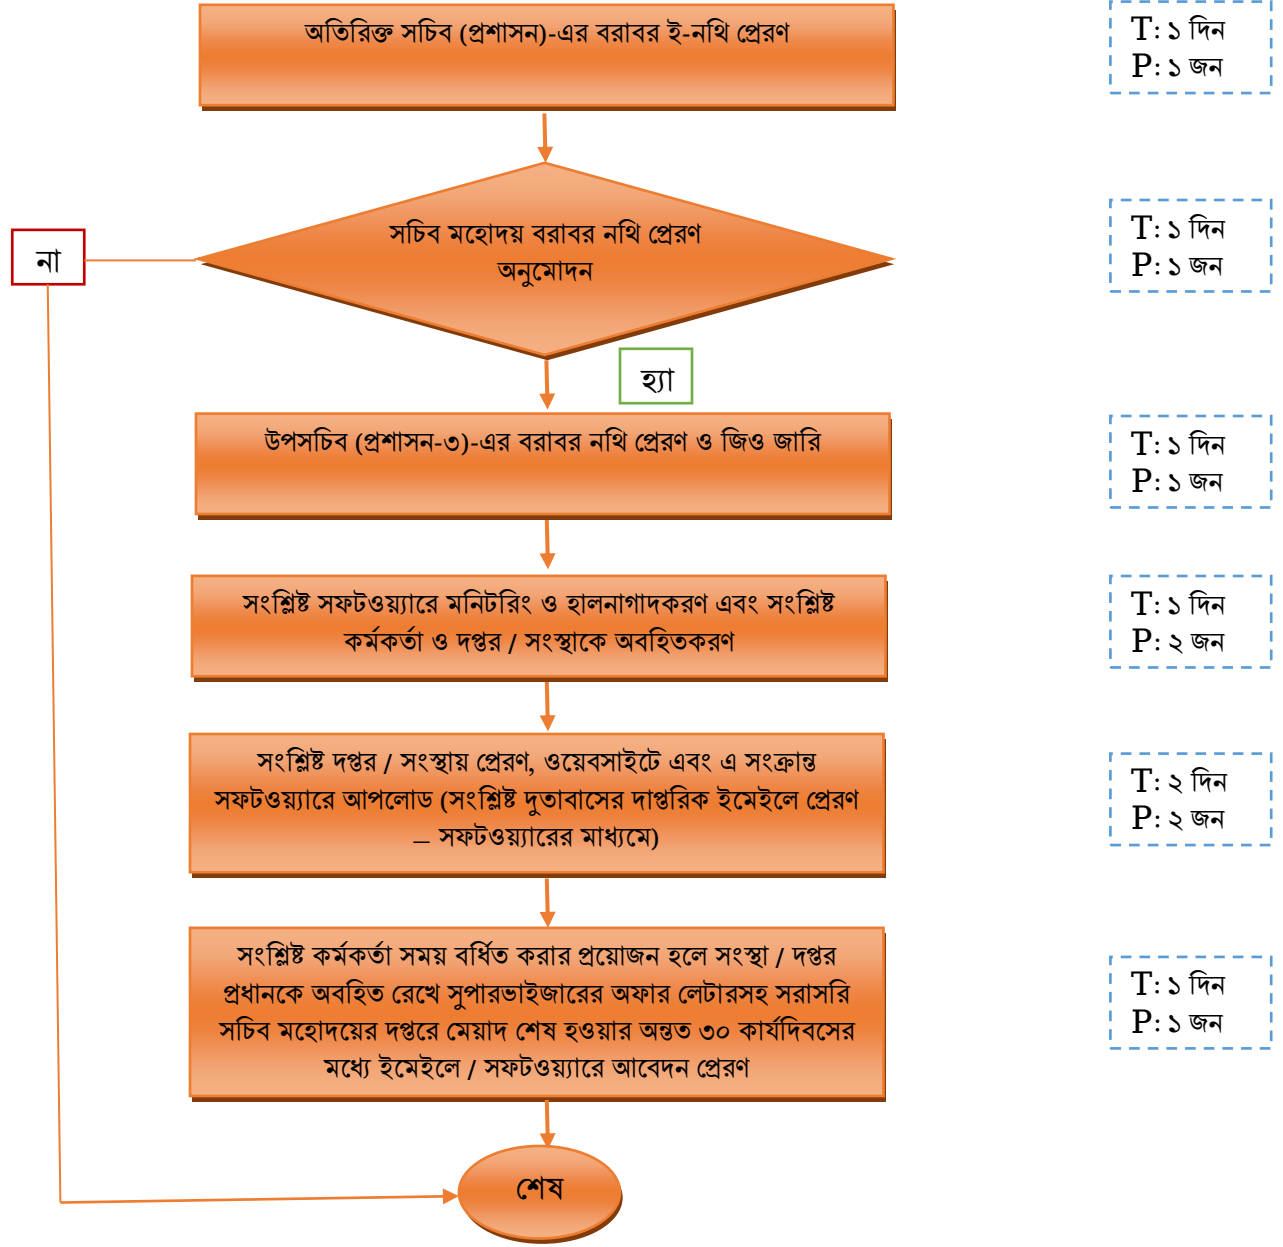 অতিরিক্ত সচিব (প্রশাসন)-এর বরাবর ই-নথি প্রেরণ
T: ১ দিন
P: ১ জন
সচিব মহোদয় বরাবর নথি প্রেরণ
অনুমোদন
T: ১ দিন
P: ১ জন
না
হ্যা
উপসচিব (প্রশাসন-৩)-এর বরাবর নথি প্রেরণ ও জিও জারি
T: ১ দিন
P: ১ জন
সংশ্লিষ্ট সফটওয়্যারে মনিটরিং ও হালনাগাদকরণ এবং সংশ্লিষ্ট
কর্মকর্তা ও দপ্তর / সংস্থাকে অবহিতকরণ
T: ১ দিন
P: ২ জন
সংশ্লিষ্ট দপ্তর / সংস্থায় প্রেরণ, ওয়েবসাইটে এবং এ সংক্রান্ত
সফটওয়্যারে আপলোড (সংশ্লিষ্ট দুতাবাসের দাপ্তরিক ইমেইলে প্রেরণ
– সফটওয়্যারের মাধ্যমে)
T: ২ দিন
P: ২ জন
সংশ্লিষ্ট কর্মকর্তা সময় বর্ধিত করার প্রয়োজন হলে সংস্থা / দপ্তর
প্রধানকে অবহিত রেখে সুপারভাইজারের অফার লেটারসহ সরাসরি
সচিব মহোদয়ের দপ্তরে মেয়াদ শেষ হওয়ার অন্তত ৩০ কার্যদিবসের
মধ্যে ইমেইলে / সফটওয়্যারে আবেদন প্রেরণ
T: ১ দিন
P: ১ জন
শেষ